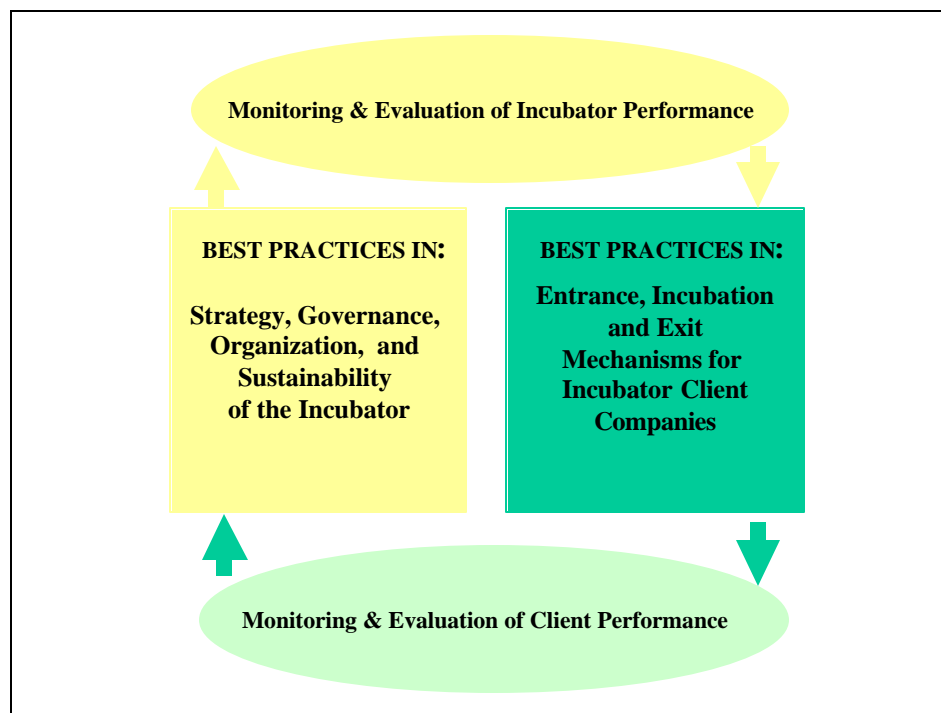 Monitoring & Evaluation of Incubator Performance
BEST PRACTICES IN:
Strategy, Governance,
Organization, and
Sustainability
of the Incubator
BEST PRACTICES IN:
Entrance, Incubation
and Exit
Mechanisms for
Incubator Client
Companies
Monitoring & Evaluation of Client Performance